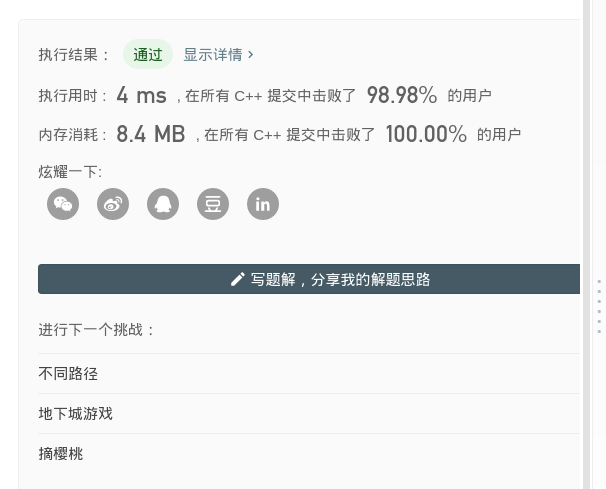 执行结果： 通过 显示详情 ›
执行用时 : 4 ms , 在所有 C++ 提交中击败了 98.98% 的用户
内存消耗 : 8.4 MB , 在所有 C++ 提交中击败了 100.00% 的用户
炫耀一下:
豆 in
写题解，分享我的解题思路
进行下一个挑战：
不同路径
地下城游戏
摘樱桃